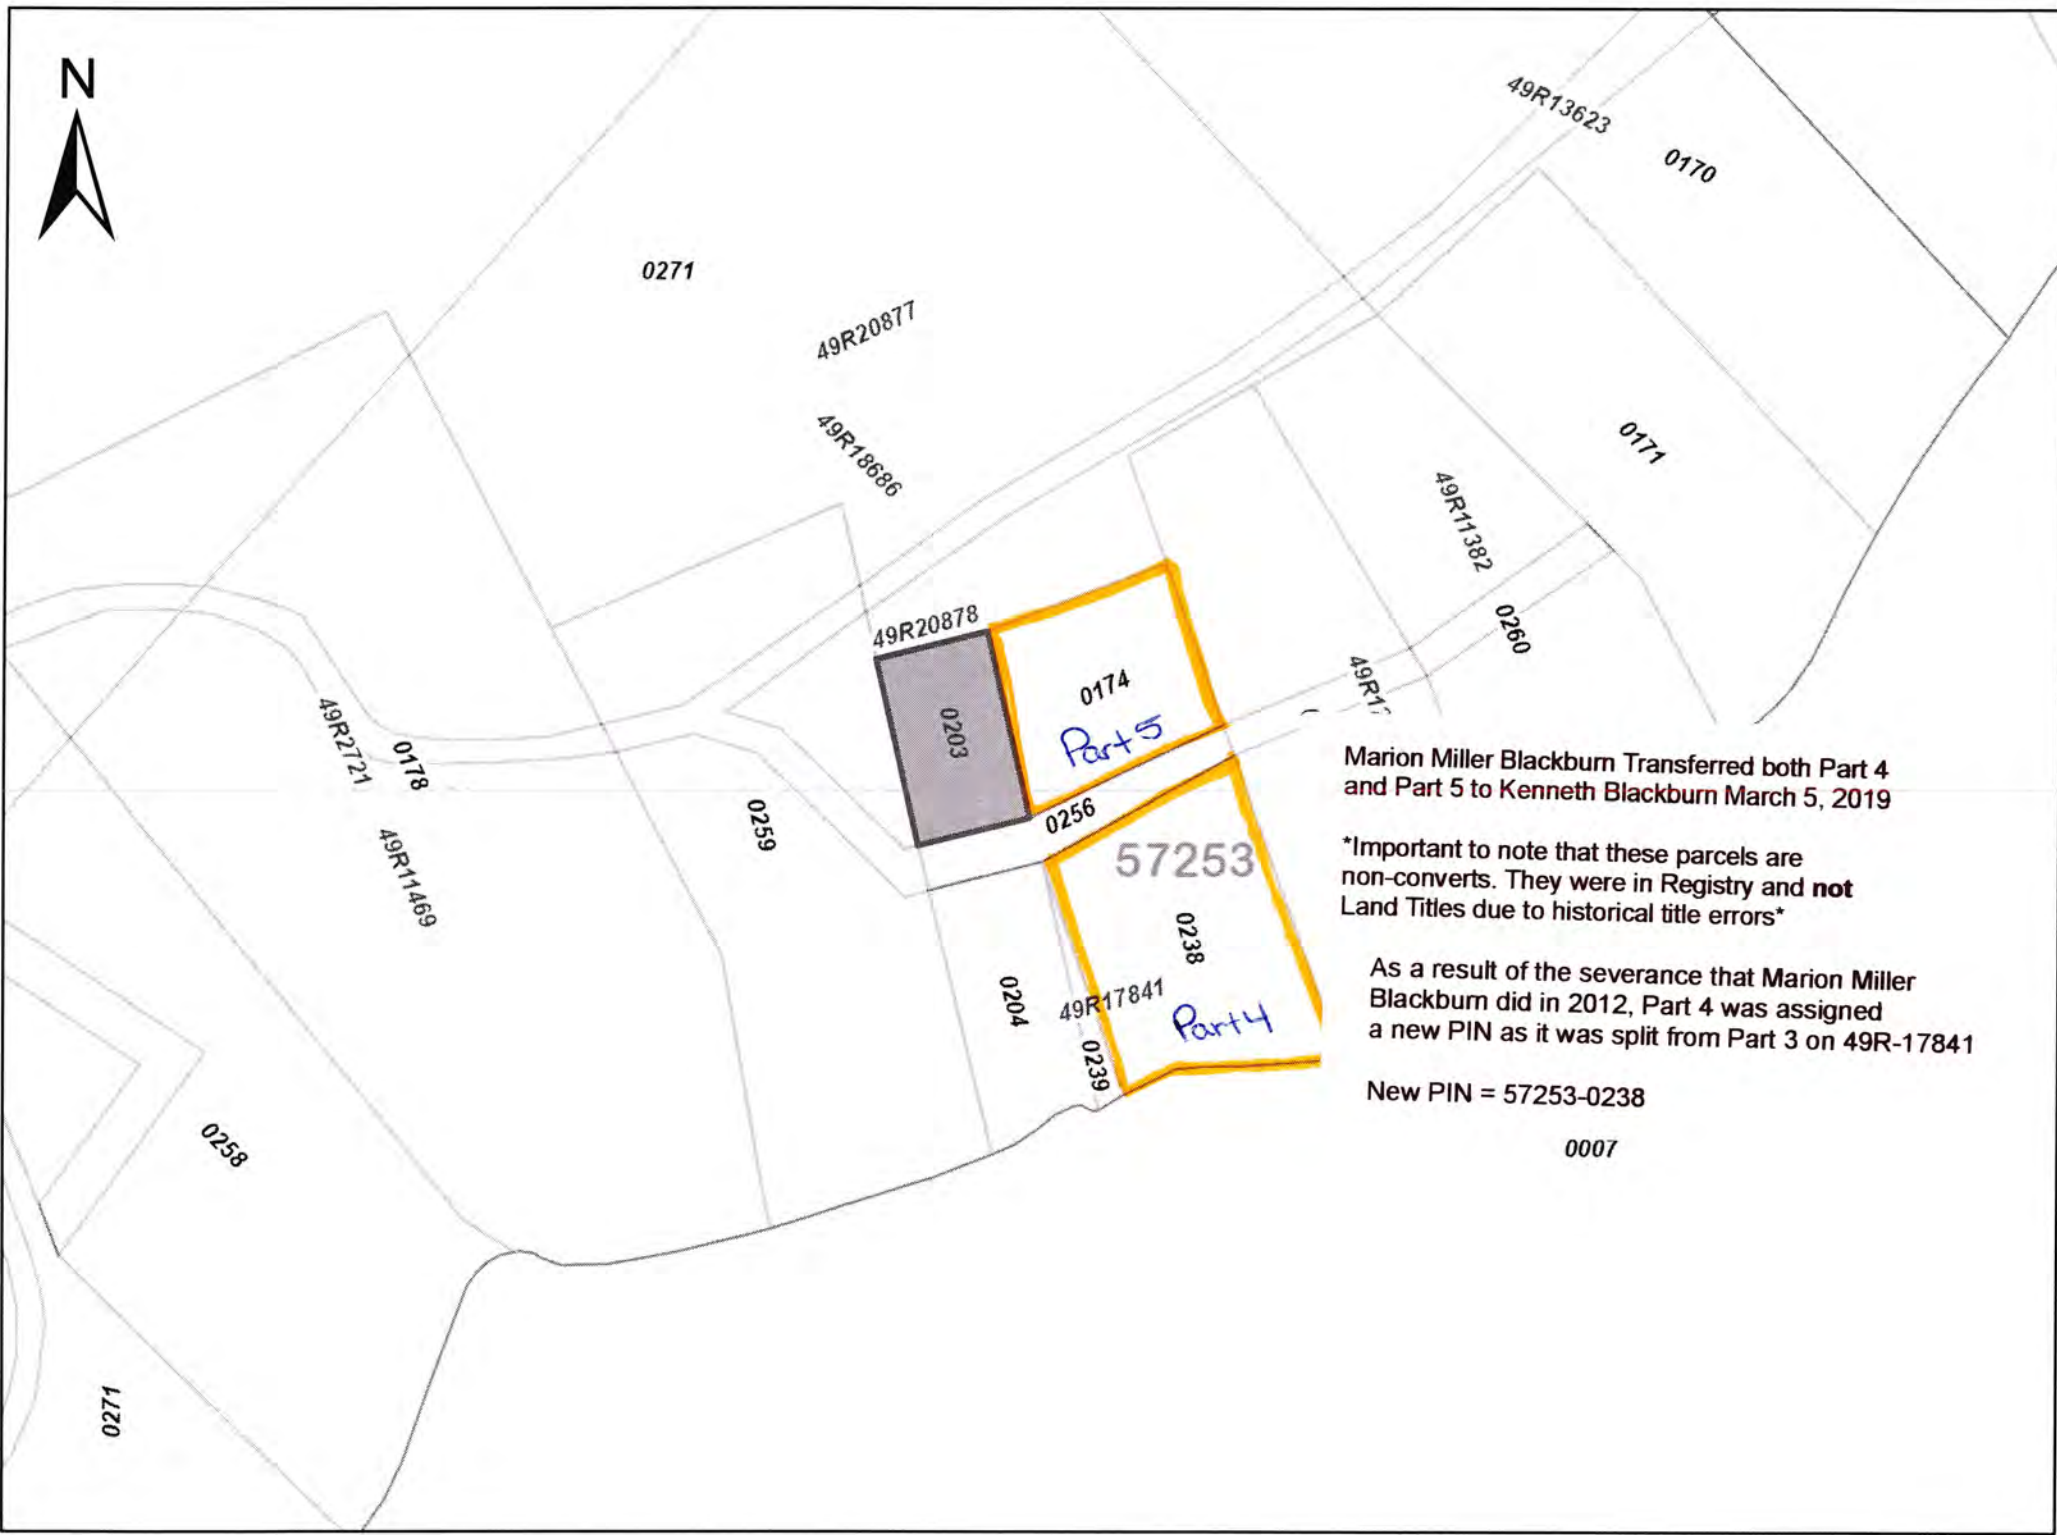 N
49R13623
0170
0271
49R20877
49R18686
0171
49R11382
49R20878
0260
0174
Part 5
49R1
0203
49R2721
0178
0259
0256
49R11469
57253
0238
Part 4
0204
49R17841
0239
0258
0271
Marion Miller Blackburn Transferred both Part 4
and Part 5 to Kenneth Blackburn March 5, 2019
*Important to note that these parcels are
non-converts. They were in Registry and not
Land Titles due to historical title errors*
As a result of the severance that Marion Miller
Blackburn did in 2012, Part 4 was assigned
a new PIN as it was split from Part 3 on 49R-17841
New PIN = 57253-0238
0007